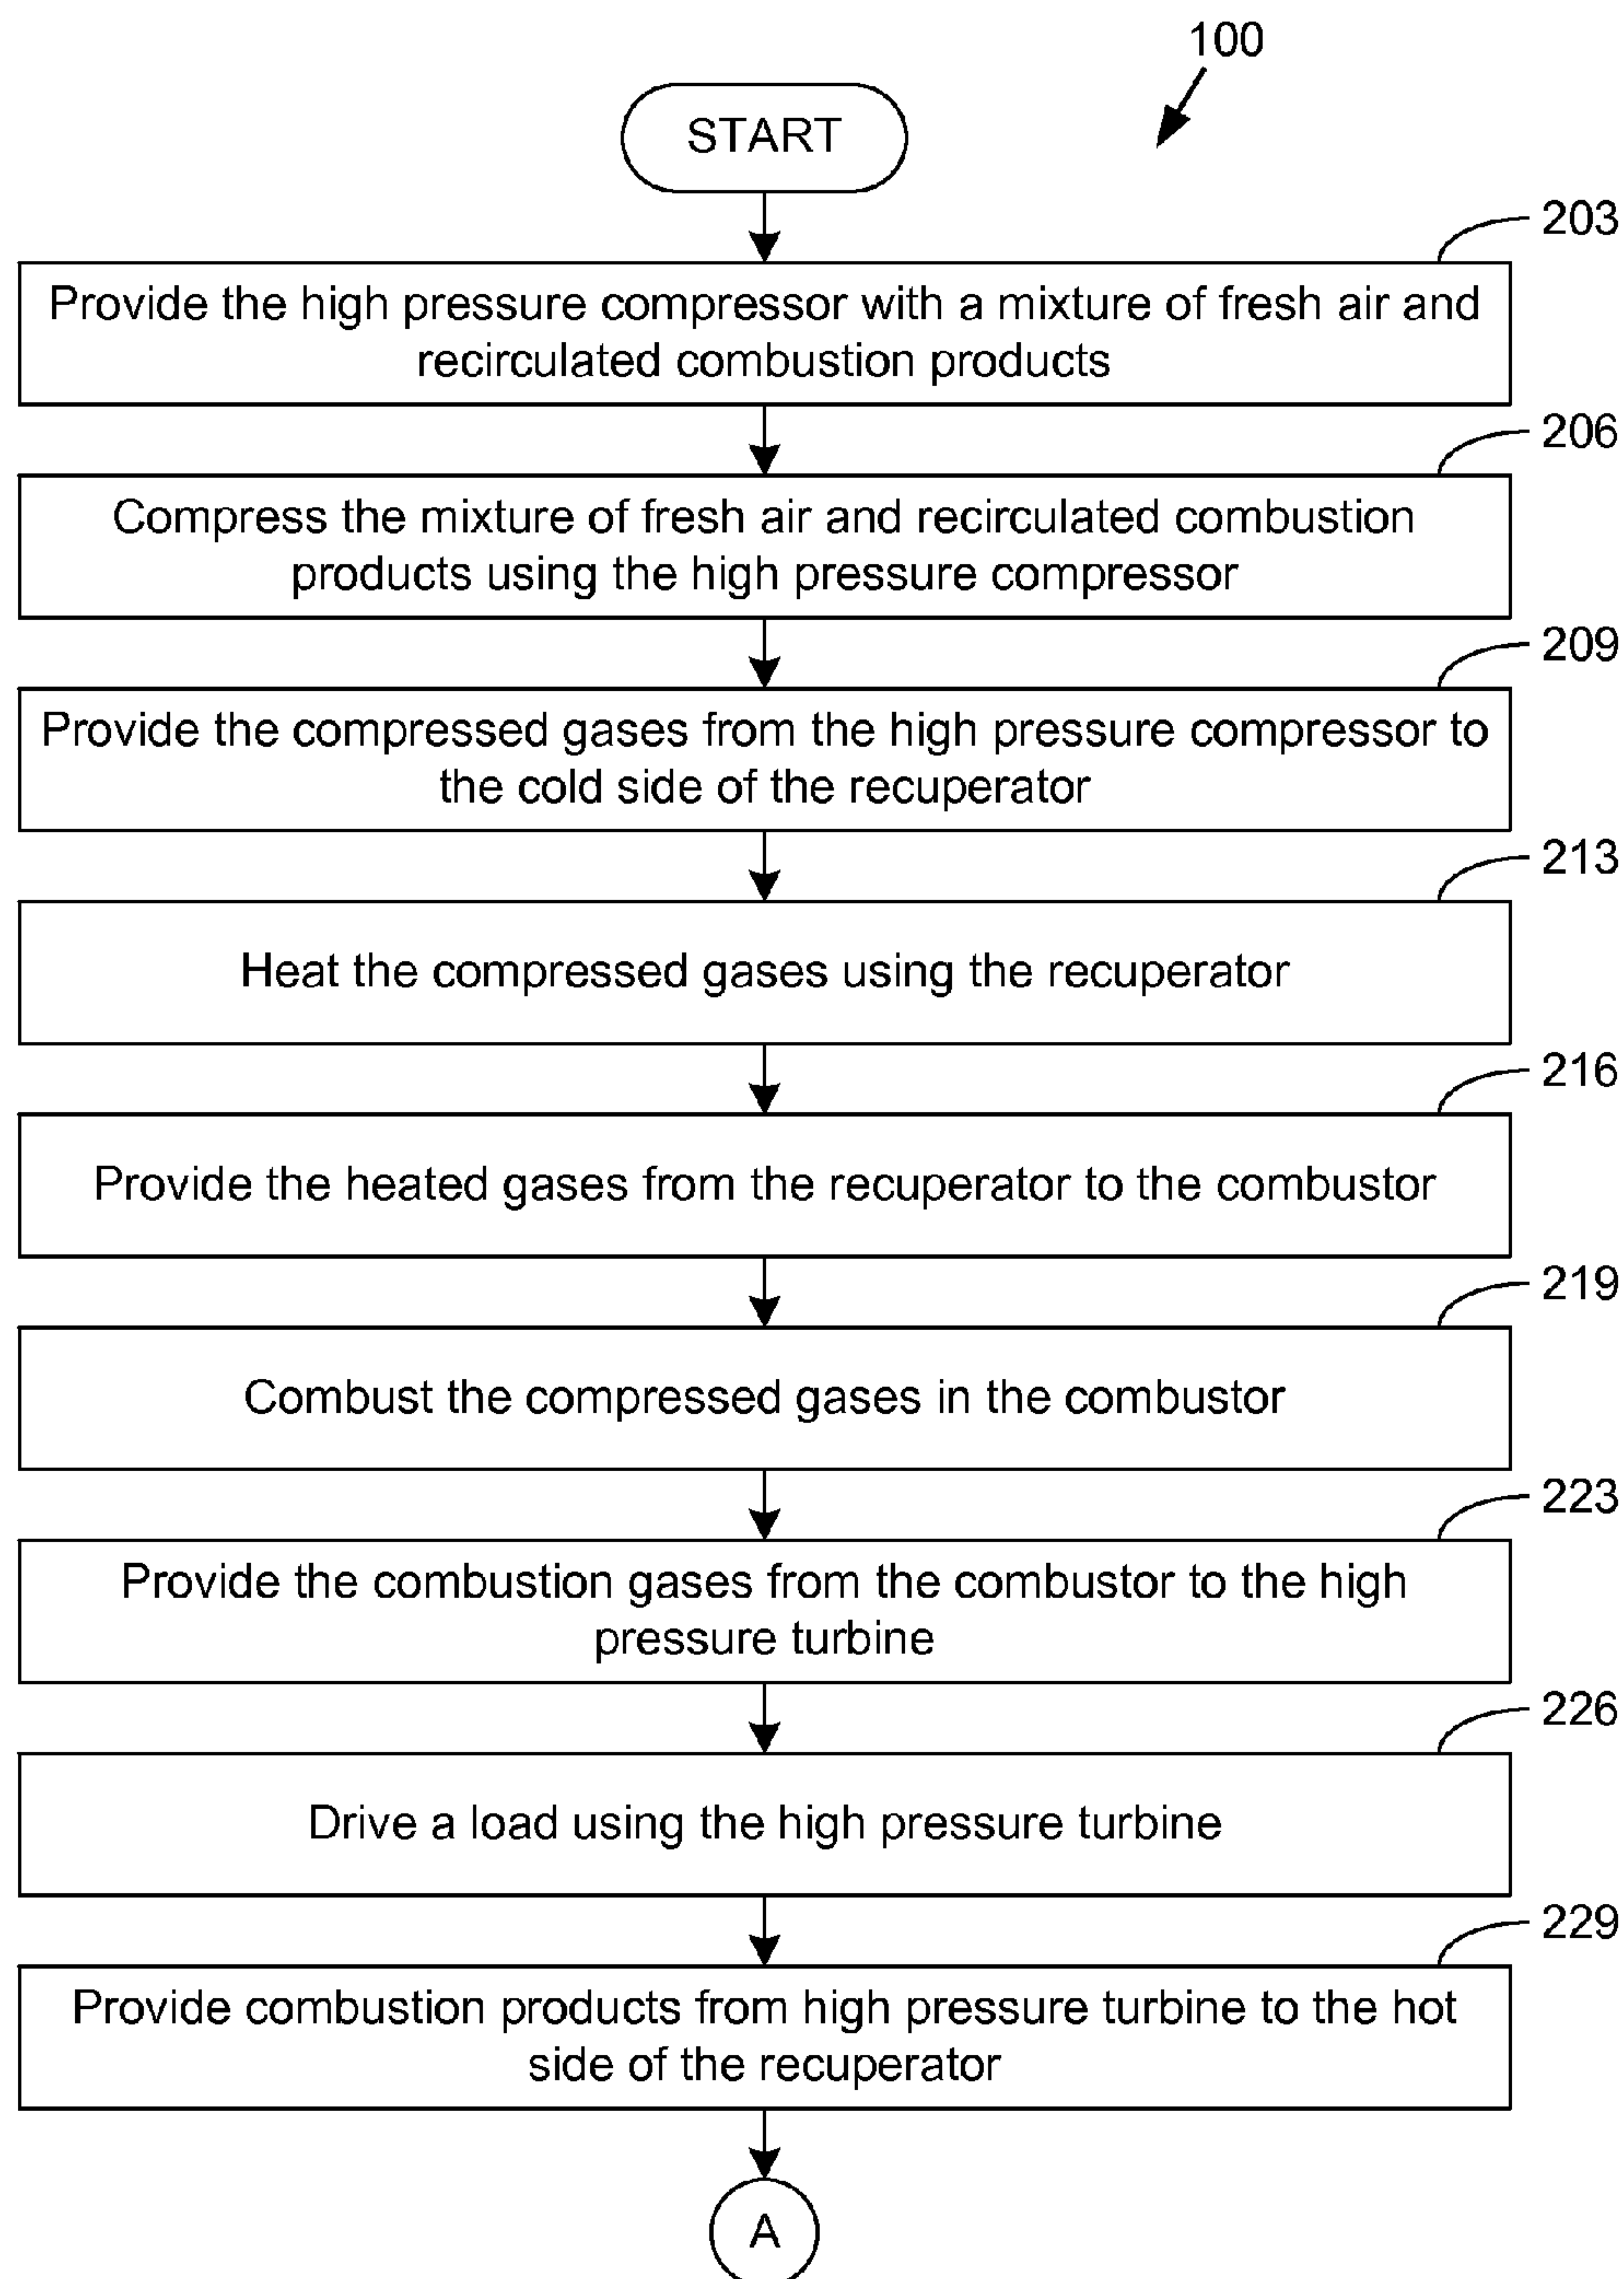 100
START
203
Provide the high pressure compressor with a mixture of fresh air and
recirculated combustion products
206
Compress the mixture of fresh air and recirculated combustion
products using the high pressure compressor
209
Provide the compressed gases from the high pressure compressor to
the cold side of the recuperator
213
Heat the compressed gases using the recuperator
216
Provide the heated gases from the recuperator to the combustor
219
Combust the compressed gases in the combustor
223
Provide the combustion gases from the combustor to the high
pressure turbine
226
Drive a load using the high pressure turbine
229
Provide combustion products from high pressure turbine to the hot
side of the recuperator
A